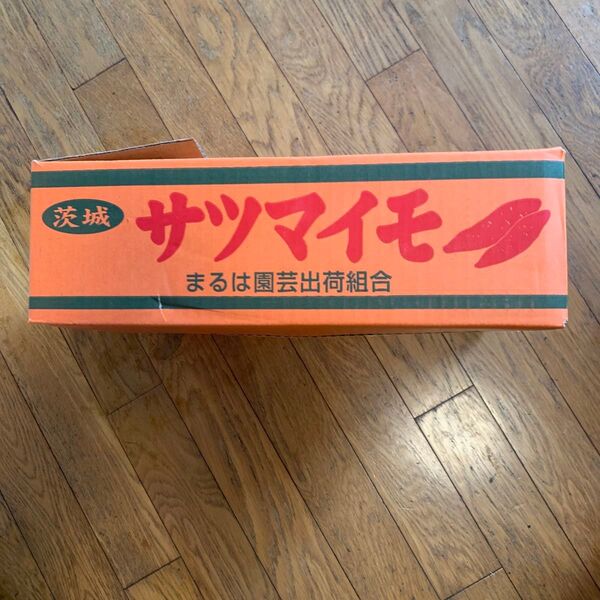 茨城
サツマイモ
まるは園芸出荷組合